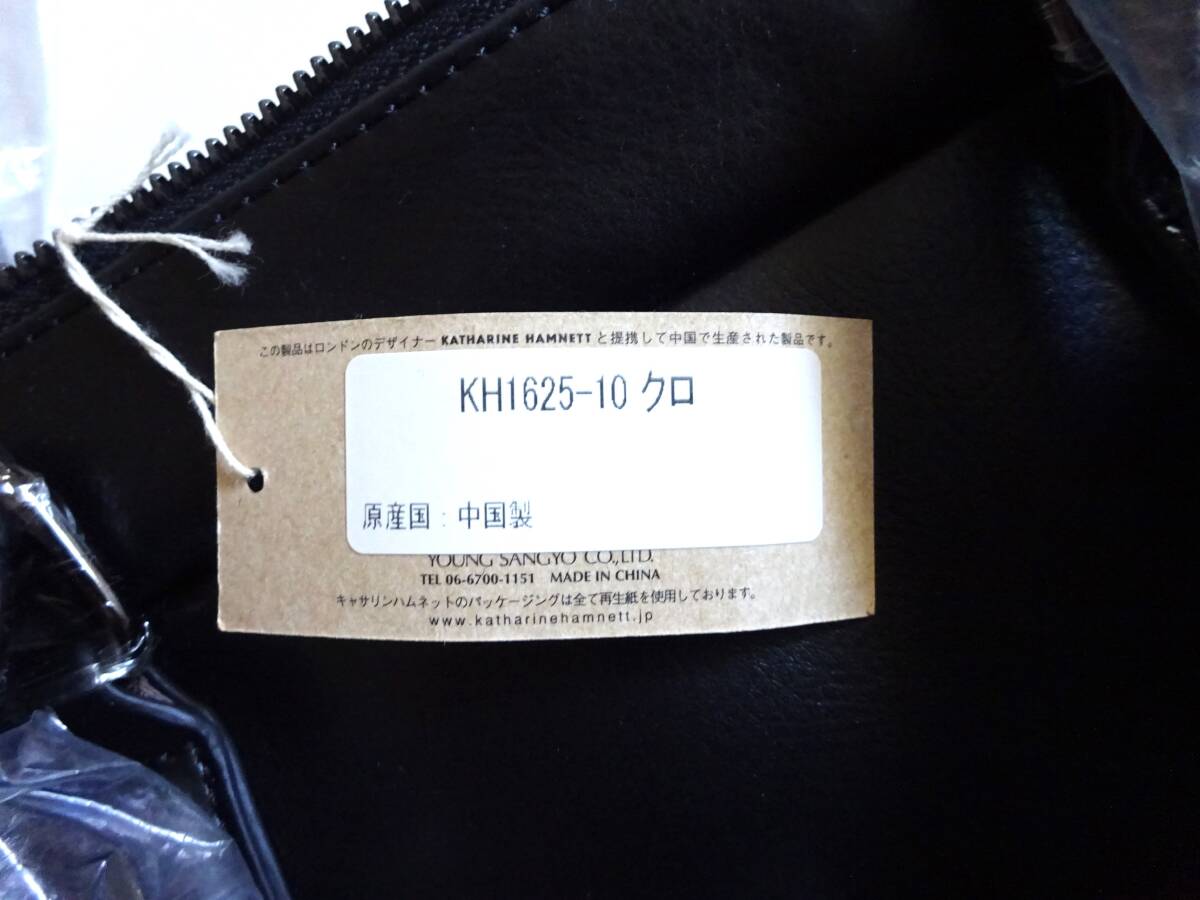 この製品はロンドンのデザイナー KATHARINE HAMNETT と提携して中国で生産された製品です。
KH1625-10 クロ
原産国：中国製
YOUNG SANGYO CO.,LTD.
TEL 06-6700-1151 MADE IN CHINA
キャサリンハムネットのパッケージングは全て再生紙を使用しております。
www.katharinehamnett.jp